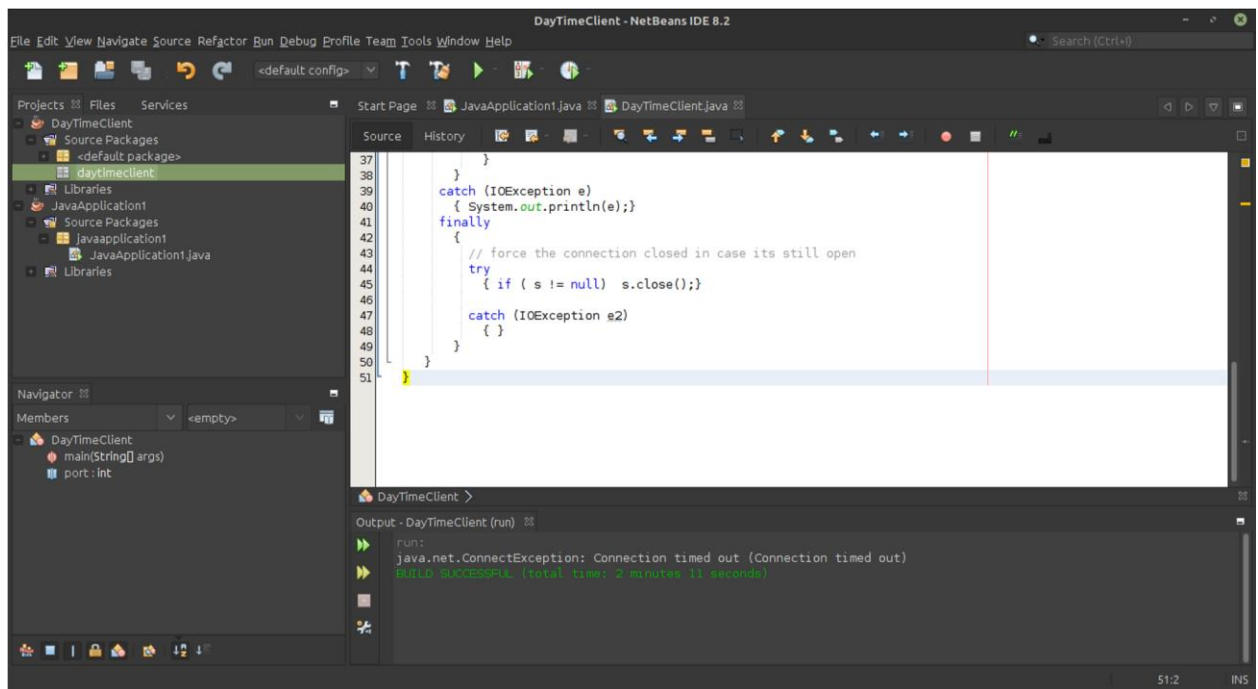 DayTimeClient - NetBeans IDE 8.2
File Edit View Navigate Source Refactor Run Debug Profile Team Tools Window Help
Search (Ctrl+I)
<default config>
Projects Files Services
DayTimeClient
Source Packages
<default package>
daytimeclient
Libraries
JavaApplication1
Source Packages
javaapplication1
JavaApplication1.java
Libraries
Start Page JavaApplication1.java DayTimeClient.java
Source History
37 }
38 }
39 catch (IOException e)
40 { System.out.println(e);}
41 finally
42 {
43 // force the connection closed in case its still open
44 try
45 { if ( s != null) s.close();}
46
47 catch (IOException e2)
48 { }
49 }
50 }
51 }
DayTimeClient
Navigator
Members <empty>
DayTimeClient
main(String[] args)
port : int
Output - DayTimeClient (run)
run:
java.net.ConnectException: Connection timed out (Connection timed out)
BUILD SUCCESSFUL (total time: 2 minutes 11 seconds)
51:2 INS